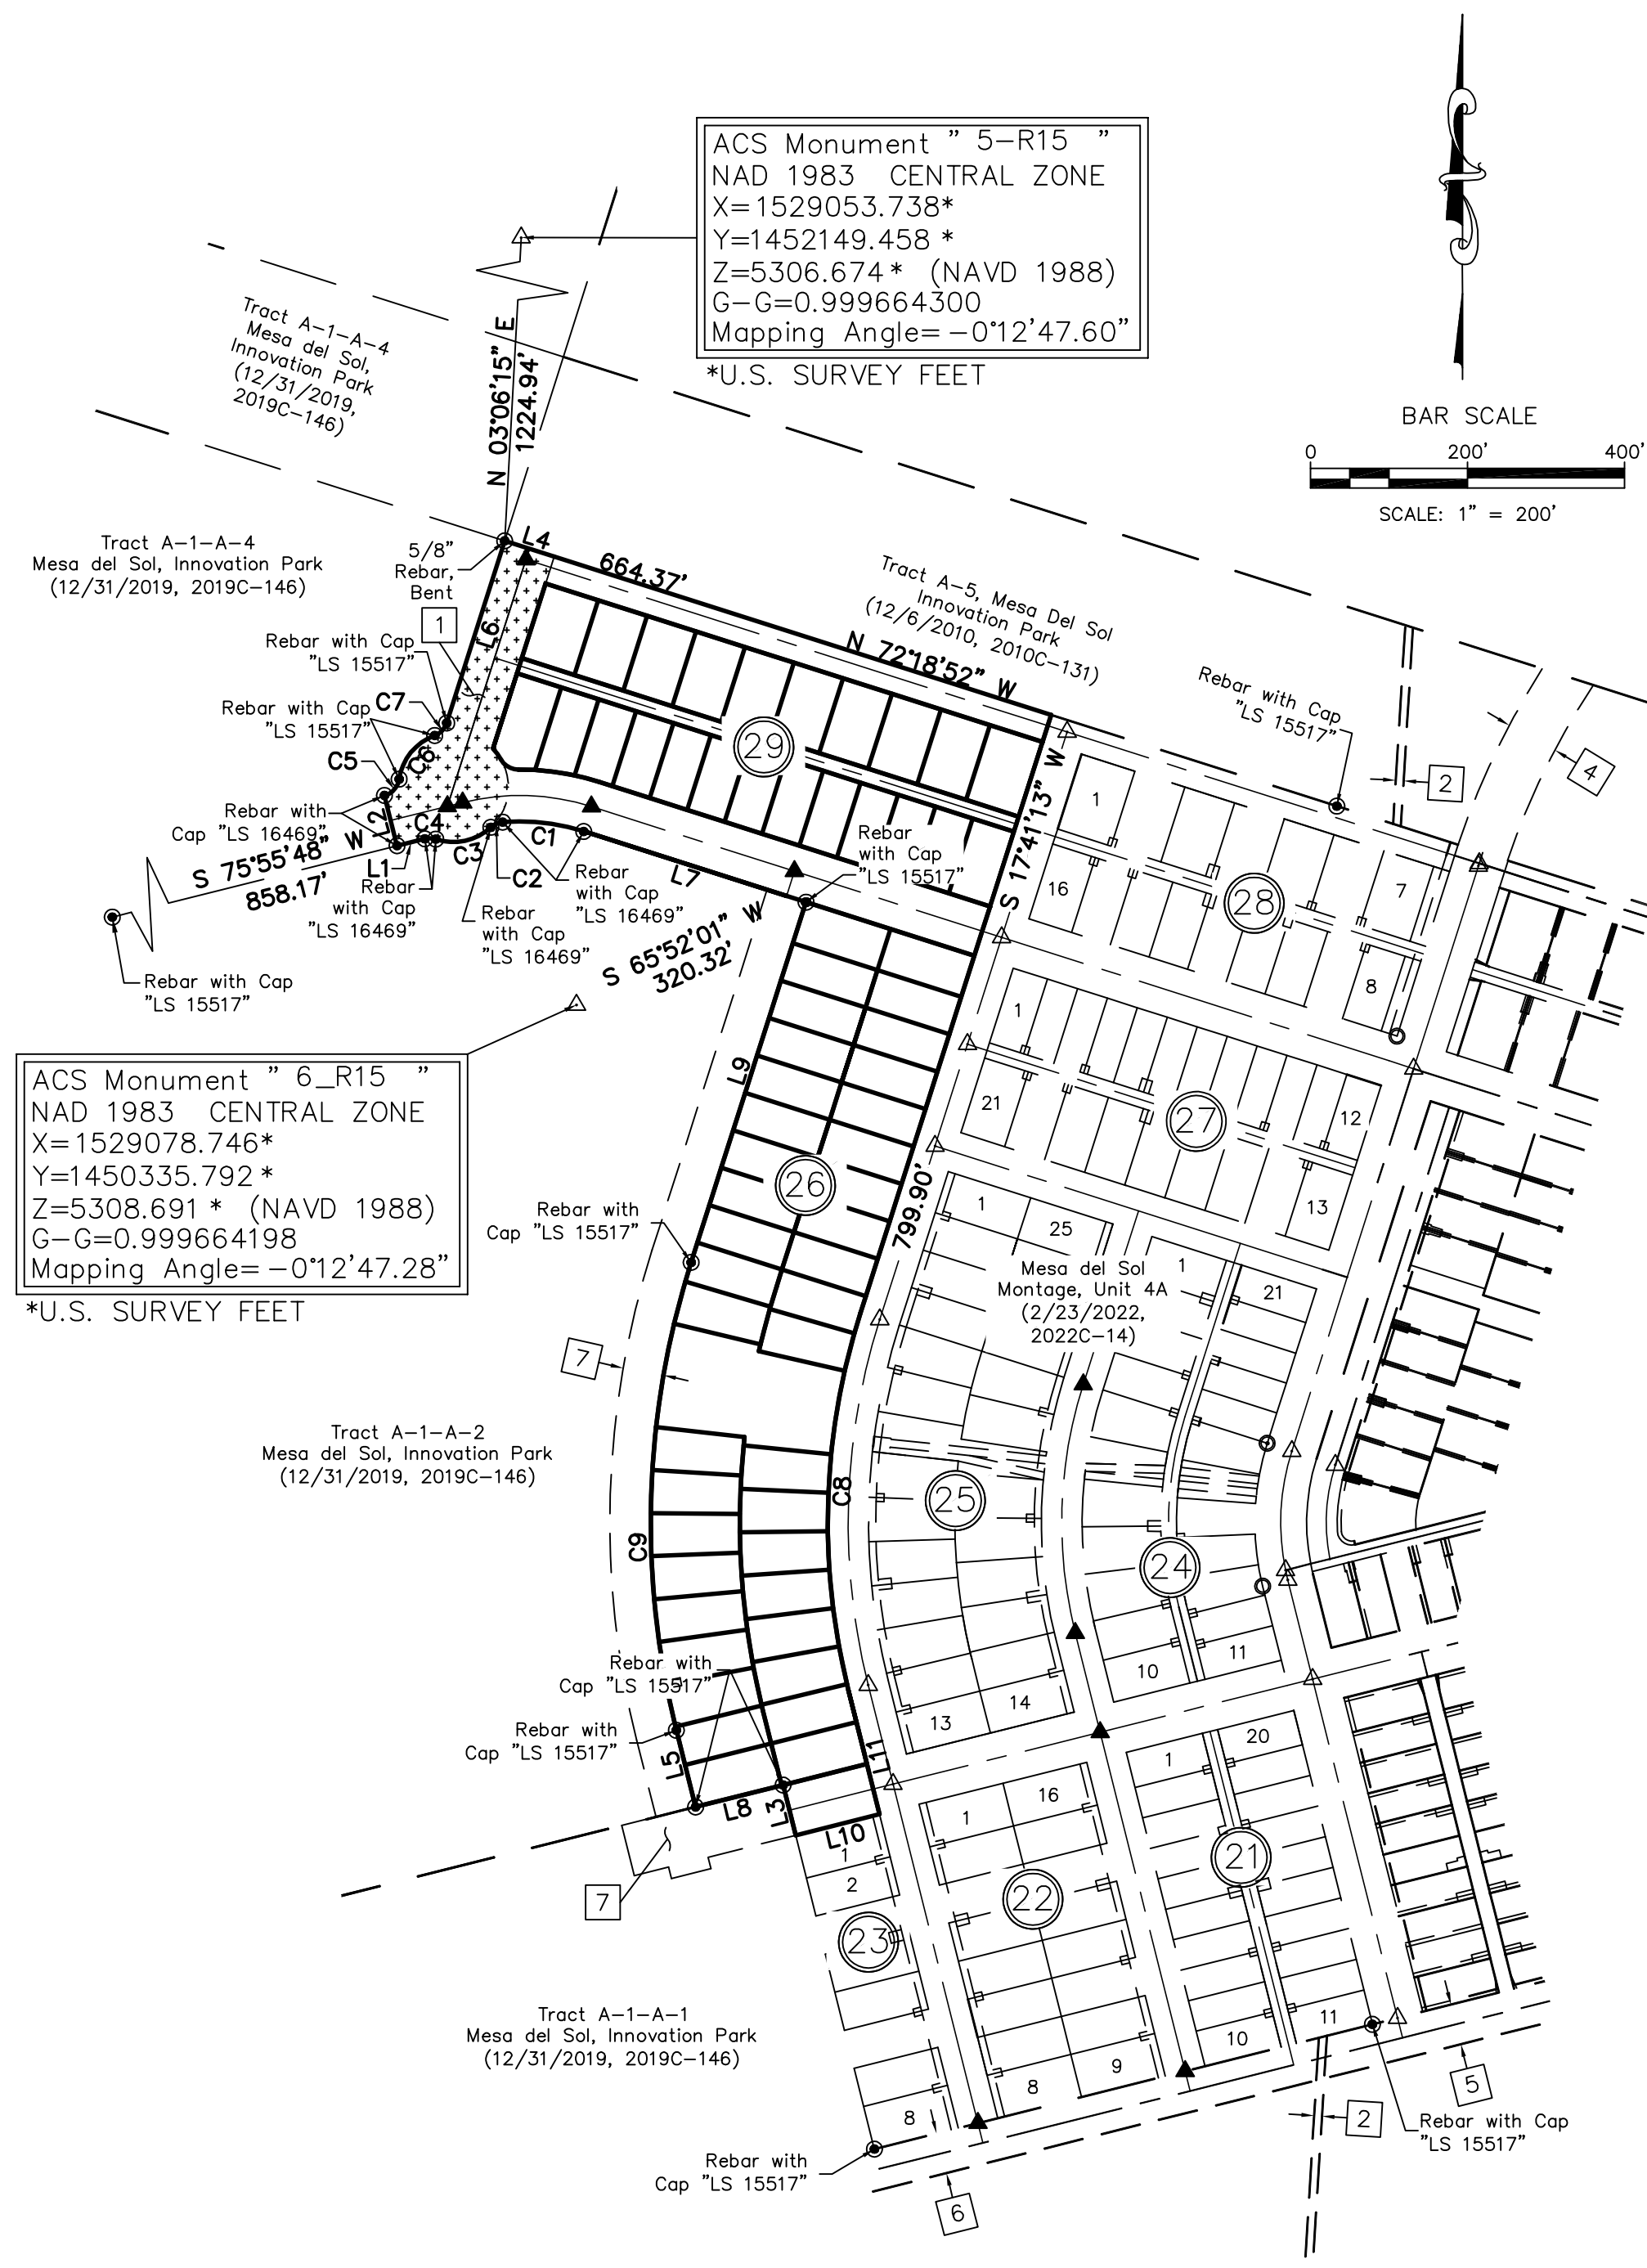 ACS Monument " 5-R15 "
NAD 1983 CENTRAL ZONE
X=1529053.738*
Y=1452149.458 *
Z=5306.674* (NAVD 1988)
G-G=0.999664300
Mapping Angle= -0°12'47.60"
*U.S. SURVEY FEET
BAR SCALE
0 200' 400'
SCALE: 1" = 200'
Tract A-1-A-4
Mesa del Sol,
Innovation Park
(12/31/2019,
2019C-146)
N 03°06'15" E
1224.94'
Tract A-1-A-4
Mesa del Sol, Innovation Park
(12/31/2019, 2019C-146)
5/8"
Rebar,
Bent
L4
664.37'
N 72°18'52" W
Tract A-5, Mesa Del Sol
Innovation Park
(12/6/2010, 2010C-131)
1
L6
Rebar with Cap
"LS 15517"
Rebar with Cap
"LS 15517"
C7
C6
C5
Rebar with
Cap "LS 16469"
L2
S 75°55'48" W
858.17'
L1
C4
C3
C2
C1
L7
Rebar
with Cap
"LS 16469"
Rebar
with Cap
"LS 16469"
Rebar
with Cap
"LS 16469"
Rebar
with Cap
"LS 15517"
Rebar with Cap
"LS 15517"
29
S 17°41'13" W
799.90'
Rebar with Cap
"LS 15517"
2
4
1
16
28
7
8
S 65°52'01" W
320.32'
ACS Monument " 6_R15 "
NAD 1983 CENTRAL ZONE
X=1529078.746*
Y=1450335.792 *
Z=5308.691 * (NAVD 1988)
G-G=0.999664198
Mapping Angle= -0°12'47.28"
*U.S. SURVEY FEET
L9
26
1
21
27
12
13
Rebar with
Cap "LS 15517"
7
1
25
Mesa del Sol
Montage, Unit 4A
(2/23/2022,
2022C-14)
1
21
Tract A-1-A-2
Mesa del Sol, Innovation Park
(12/31/2019, 2019C-146)
C9
C8
25
24
10
11
13
14
Rebar with
Cap "LS 15517"
Rebar with
Cap "LS 15517"
L5
L8
L3
L11
L10
7
1
2
23
8
1
16
22
8
9
1
20
21
10
11
Tract A-1-A-1
Mesa del Sol, Innovation Park
(12/31/2019, 2019C-146)
Rebar with
Cap "LS 15517"
6
2
5
Rebar with Cap
"LS 15517"